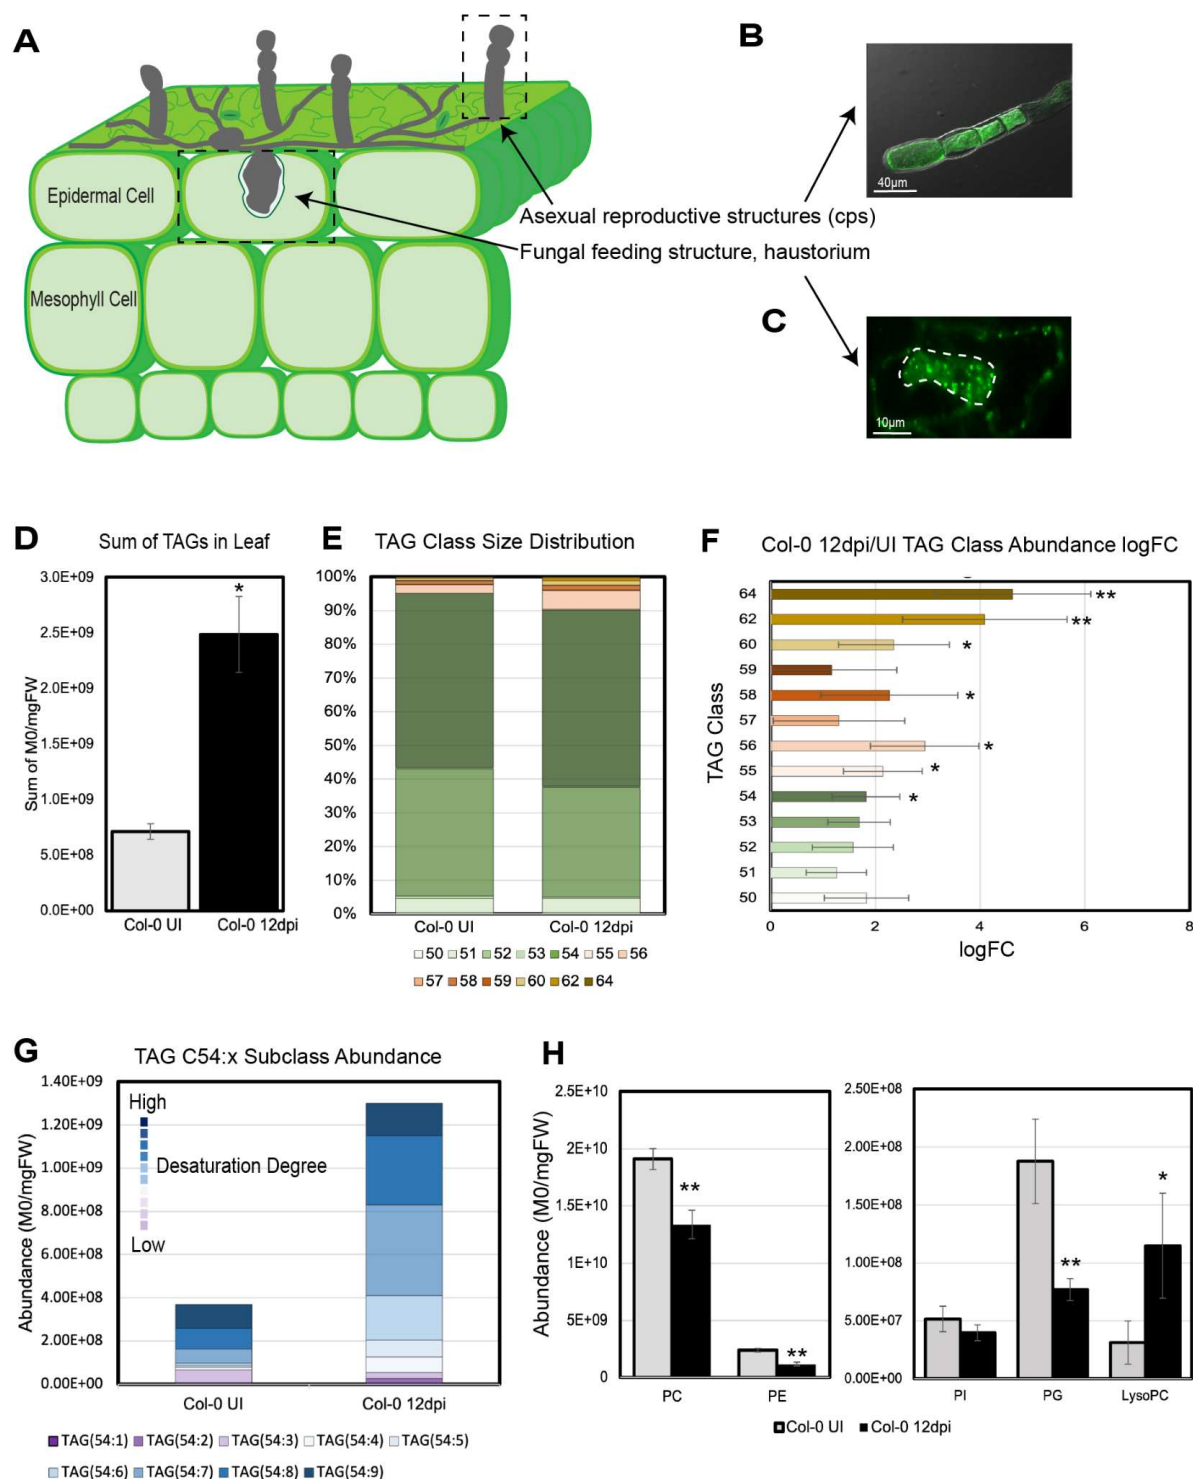 A
B
Epidermal Cell
Mesophyll Cell
Asexual reproductive structures (cps)
Fungal feeding structure, haustorium
40µm
C
10µm
D
Sum of TAGs in Leaf
Sum of M0/mgFW
3.0E+09
2.5E+09
2.0E+09
1.5E+09
1.0E+09
5.0E+08
0.0E+00
*
Col-0 UI
Col-0 12dpi
E
TAG Class Size Distribution
100%
90%
80%
70%
60%
50%
40%
30%
20%
10%
0%
Col-0 UI
Col-0 12dpi
50 51 52 53 54 55 56
57 58 59 60 62 64
F
Col-0 12dpi/UI TAG Class Abundance logFC
TAG Class
64 **
62 **
60 *
59
58 *
57
56 *
55 *
54 *
53
52
51
50
0 2 4 6 8
logFC
G
TAG C54:x Subclass Abundance
Abundance (M0/mgFW)
1.40E+09
1.20E+09
1.00E+09
8.00E+08
6.00E+08
4.00E+08
2.00E+08
0.00E+00
High
Desaturation Degree
Low
Col-0 UI
Col-0 12dpi
TAG(54:1) TAG(54:2) TAG(54:3) TAG(54:4) TAG(54:5)
TAG(54:6) TAG(54:7) TAG(54:8) TAG(54:9)
H
Abundance (M0/mgFW)
2.5E+10
2E+10
1.5E+10
1E+10
5E+09
0
**
**
PC
PE
2.50E+08
2.00E+08
1.50E+08
1.00E+08
5.00E+07
0.00E+00
**
*
PI
PG
LysoPC
Col-0 UI Col-0 12dpi